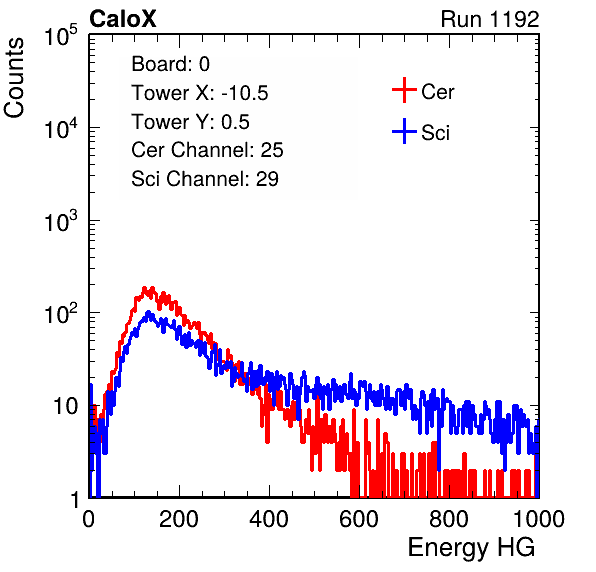 CaloX Run 1192
Counts
10^5
10^4
10^3
10^2
10
1
Board: 0
Tower X: -10.5
Tower Y: 0.5
Cer Channel: 25
Sci Channel: 29
Cer
Sci
0 200 400 600 800 1000
Energy HG